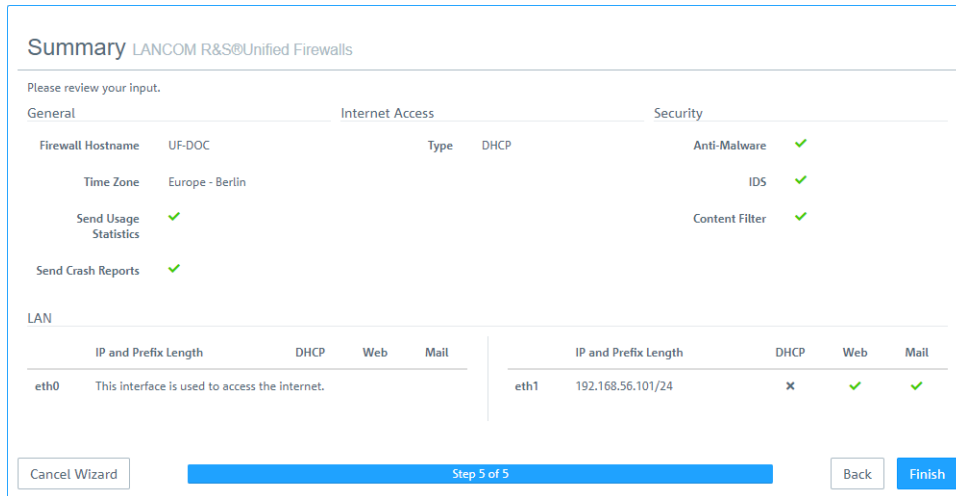 Summary LANCOM R&S®Unified Firewalls
Please review your input.
General
Firewall Hostname UF-DOC
Time Zone Europe - Berlin
Send Usage
Statistics
Send Crash Reports
Internet Access
Type DHCP
Security
Anti-Malware
IDS
Content Filter
LAN
IP and Prefix Length DHCP Web Mail
eth0 This interface is used to access the internet.
IP and Prefix Length DHCP Web Mail
eth1 192.168.56.101/24
Cancel Wizard
Step 5 of 5
Back
Finish